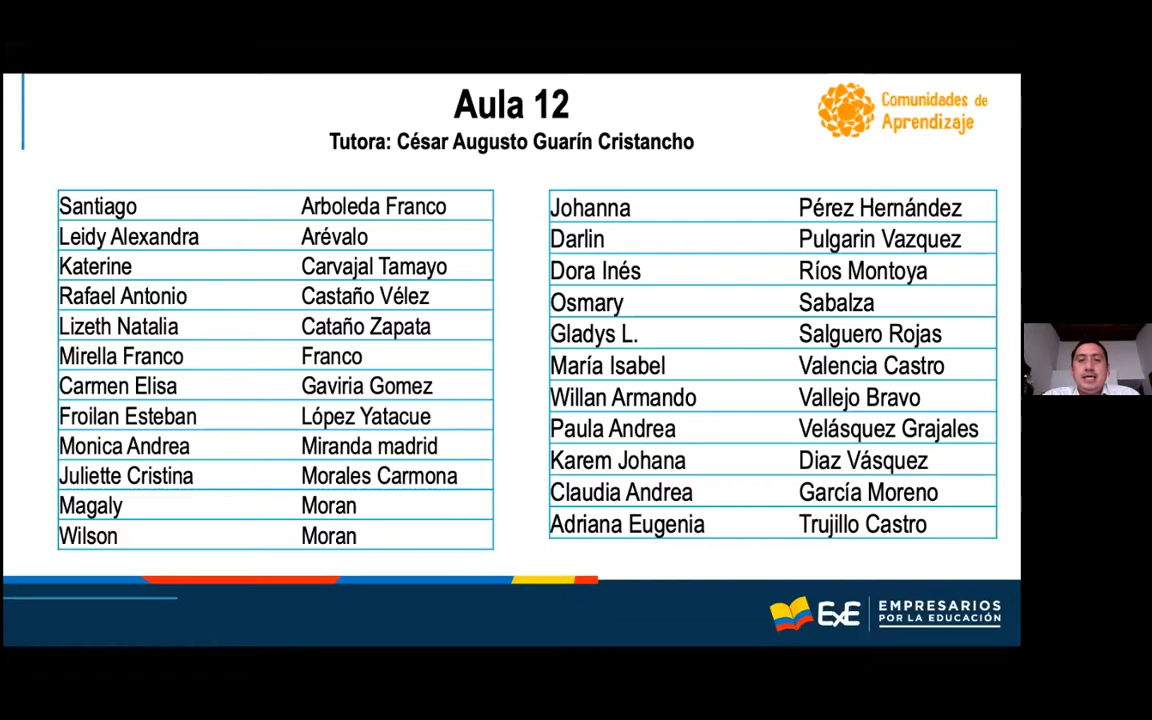 Aula 12
Tutora: César Augusto Guarín Cristancho
Comunidades de
Aprendizaje
Santiago Arboleda Franco
Leidy Alexandra Arévalo
Katerine Carvajal Tamayo
Rafael Antonio Castaño Vélez
Lizeth Natalia Cataño Zapata
Mirella Franco Franco
Carmen Elisa Gaviria Gomez
Froilan Esteban López Yatacue
Monica Andrea Miranda madrid
Juliette Cristina Morales Carmona
Magaly Moran
Wilson Moran
Johanna Pérez Hernández
Darlin Pulgarin Vazquez
Dora Inés Ríos Montoya
Osmary Sabalza
Gladys L. Salguero Rojas
María Isabel Valencia Castro
Willan Armando Vallejo Bravo
Paula Andrea Velásquez Grajales
Karem Johana Diaz Vásquez
Claudia Andrea García Moreno
Adriana Eugenia Trujillo Castro
ExE
EMPRESARIOS
POR LA EDUCACIÓN